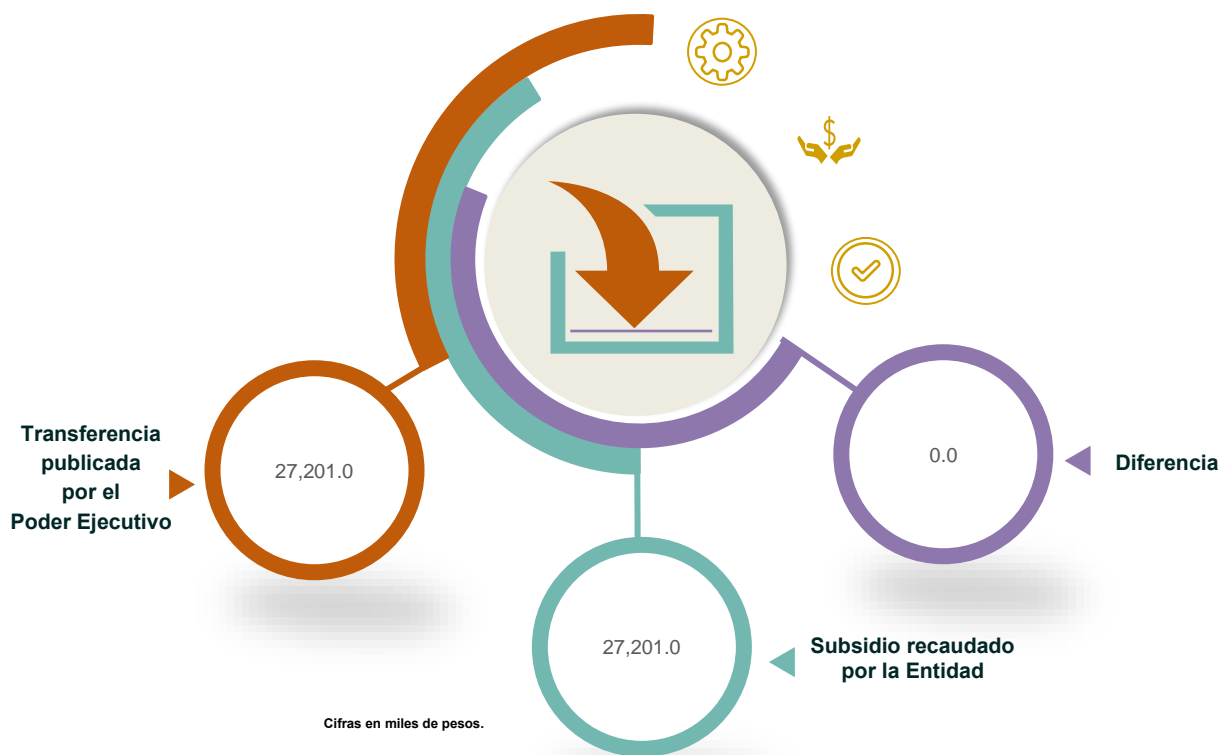 $
Transferencia
publicada
por el
Poder Ejecutivo
27,201.0
0.0
Diferencia
27,201.0
Subsidio recaudado
por la Entidad
Cifras en miles de pesos.